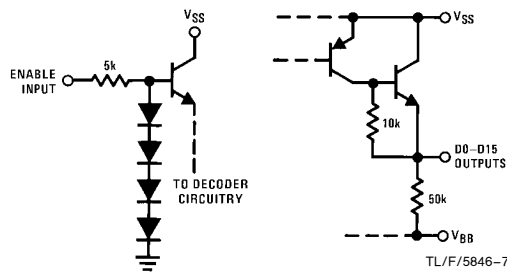 VSS
5k
ENABLE
INPUT
TO DECODER
CIRCUITRY
VSS
10k
D0–D15
OUTPUTS
50k
VBB
TL/F/5846–7